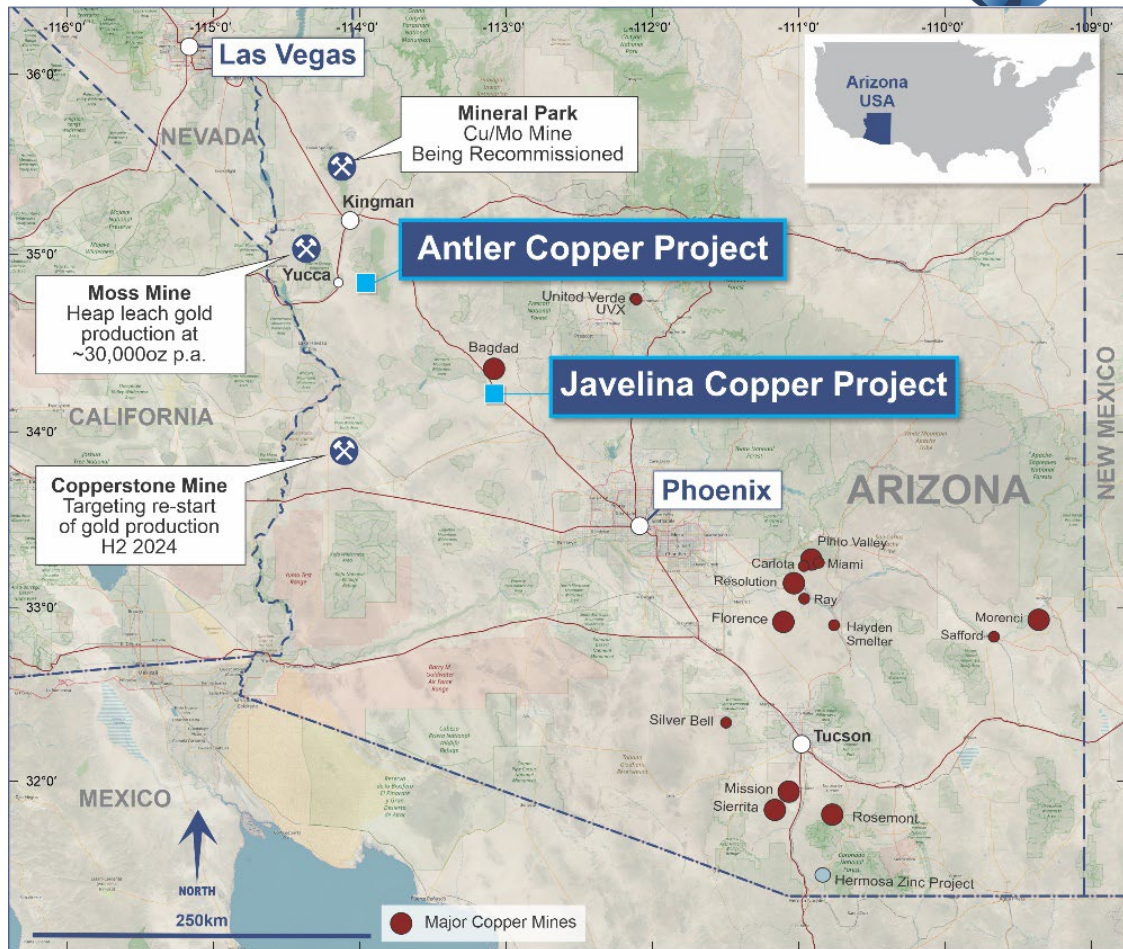 -116°0'
-115°0'
-114°0'
-113°0'
-112°0'
-111°0'
-110°0'
-109°0'
36°0'
35°0'
34°0'
33°0'
32°0'
Las Vegas
Arizona
USA
NEVADA
Mineral Park
Cu/Mo Mine
Being Recommissioned
Kingman
Antler Copper Project
Yucca
Moss Mine
Heap leach gold
production at
~30,000oz p.a.
United Verde
UVX
Bagdad
Javelina Copper Project
CALIFORNIA
Copperstone Mine
Targeting re-start
of gold production
H2 2024
Phoenix
ARIZONA
NEW MEXICO
Pinto Valley
Carlota
Miami
Resolution
Ray
Florence
Hayden
Smelter
Morenci
Safford
Barry M.
Goldwater
Air Force
Range
Silver Bell
Tucson
MEXICO
Mission
Sierrita
Rosemont
Hermosa Zinc Project
NORTH
250km
Major Copper Mines